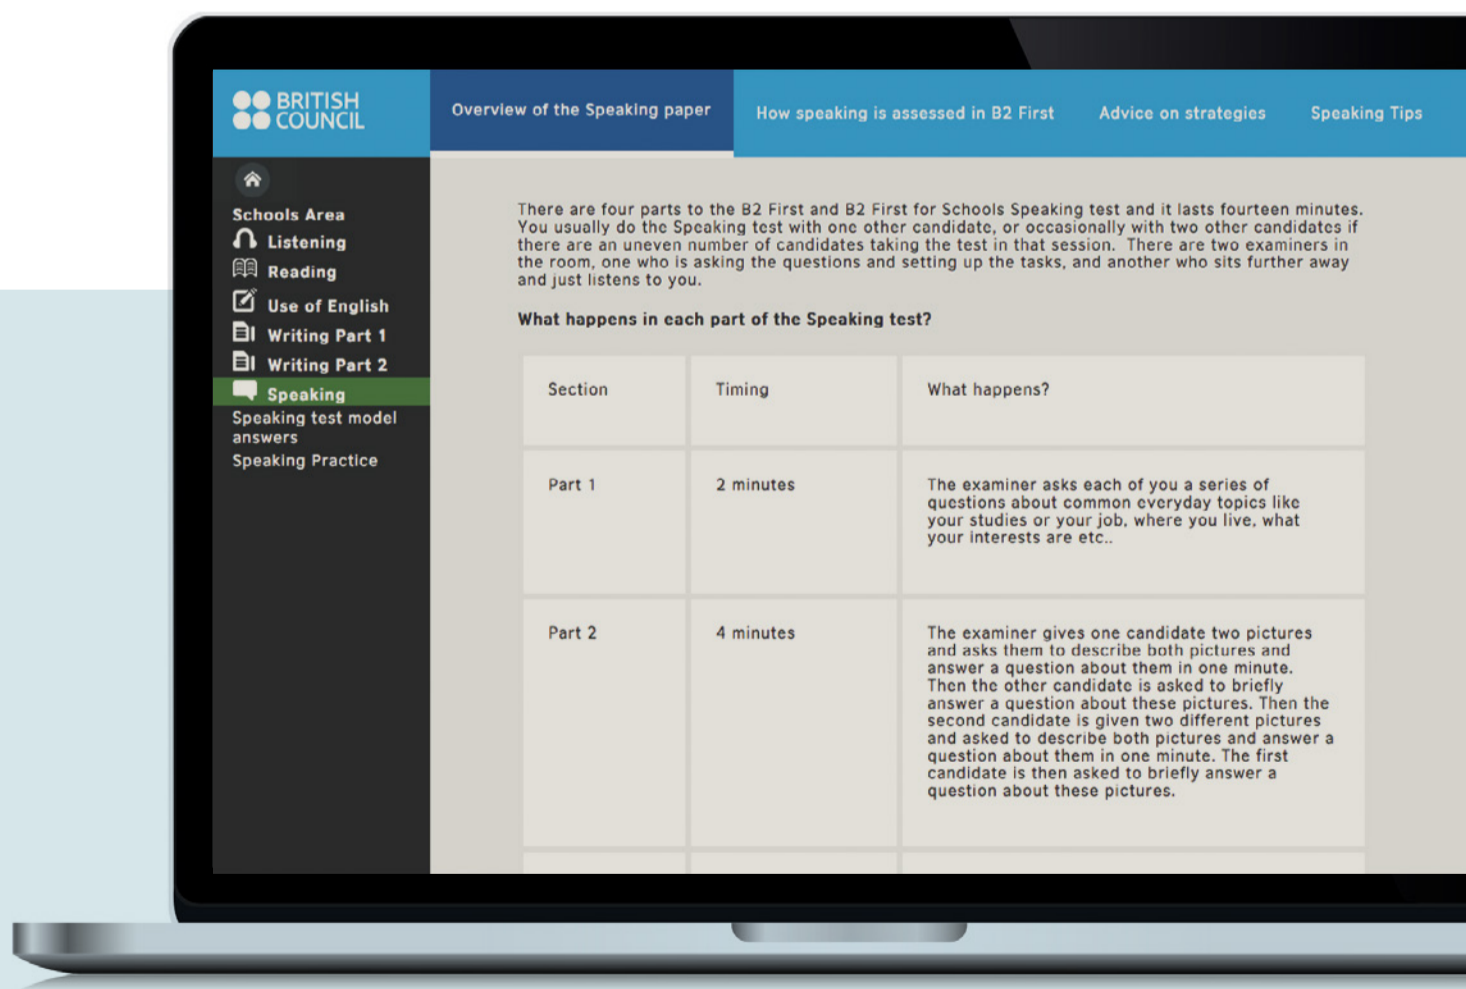 BRITISH
COUNCIL
Overview of the Speaking paper
How speaking is assessed in B2 First
Advice on strategies
Speaking Tips
Schools Area
Listening
Reading
Use of English
Writing Part 1
Writing Part 2
Speaking
Speaking test model
answers
Speaking Practice
There are four parts to the B2 First and B2 First for Schools Speaking test and it lasts fourteen minutes.
You usually do the Speaking test with one other candidate, or occasionally with two other candidates if
there are an uneven number of candidates taking the test in that session. There are two examiners in
the room, one who is asking the questions and setting up the tasks, and another who sits further away
and just listens to you.
What happens in each part of the Speaking test?
Section
Timing
What happens?
Part 1
2 minutes
The examiner asks each of you a series of
questions about common everyday topics like
your studies or your job, where you live, what
your interests are etc..
Part 2
4 minutes
The examiner gives one candidate two pictures
and asks them to describe both pictures and
answer a question about them in one minute.
Then the other candidate is asked to briefly
answer a question about these pictures. Then the
second candidate is given two different pictures
and asked to describe both pictures and answer a
question about them in one minute. The first
candidate is then asked to briefly answer a
question about these pictures.